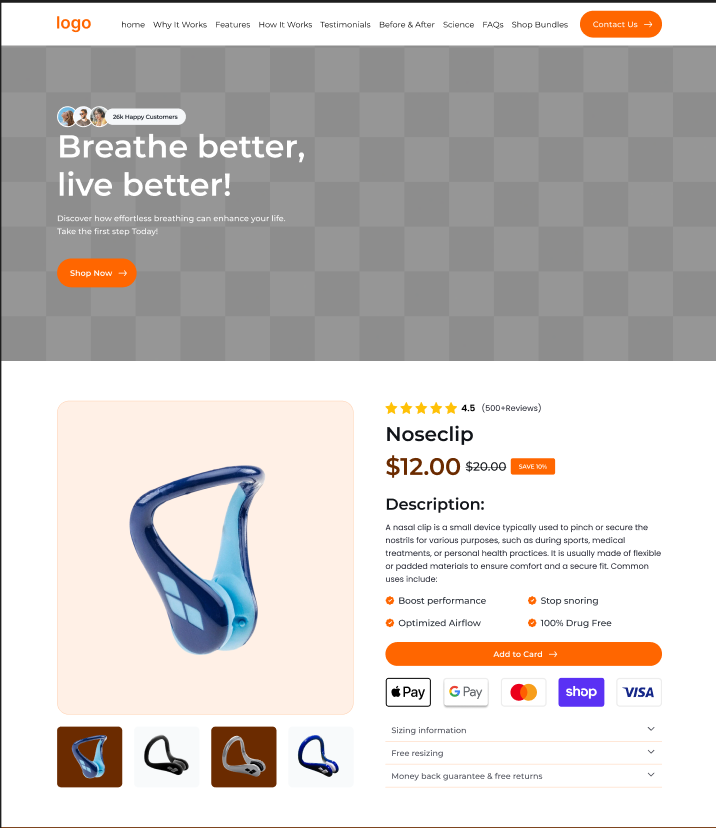 logo
home Why It Works Features How It Works Testimonials Before & After Science FAQs Shop Bundles Contact Us
26k Happy Customers
Breathe better,
live better!
Discover how effortless breathing can enhance your life.
Take the first step Today!
Shop Now
4.5 (500+Reviews)
Noseclip
$12.00 $20.00 SAVE 10%
Description:
A nasal clip is a small device typically used to pinch or secure the
nostrils for various purposes, such as during sports, medical
treatments, or personal health practices. It is usually made of flexible
or padded materials to ensure comfort and a secure fit. Common
uses include:
Boost performance Stop snoring
Optimized Airflow 100% Drug Free
Add to Card
Pay G Pay shop VISA
Sizing information
Free resizing
Money back guarantee & free returns